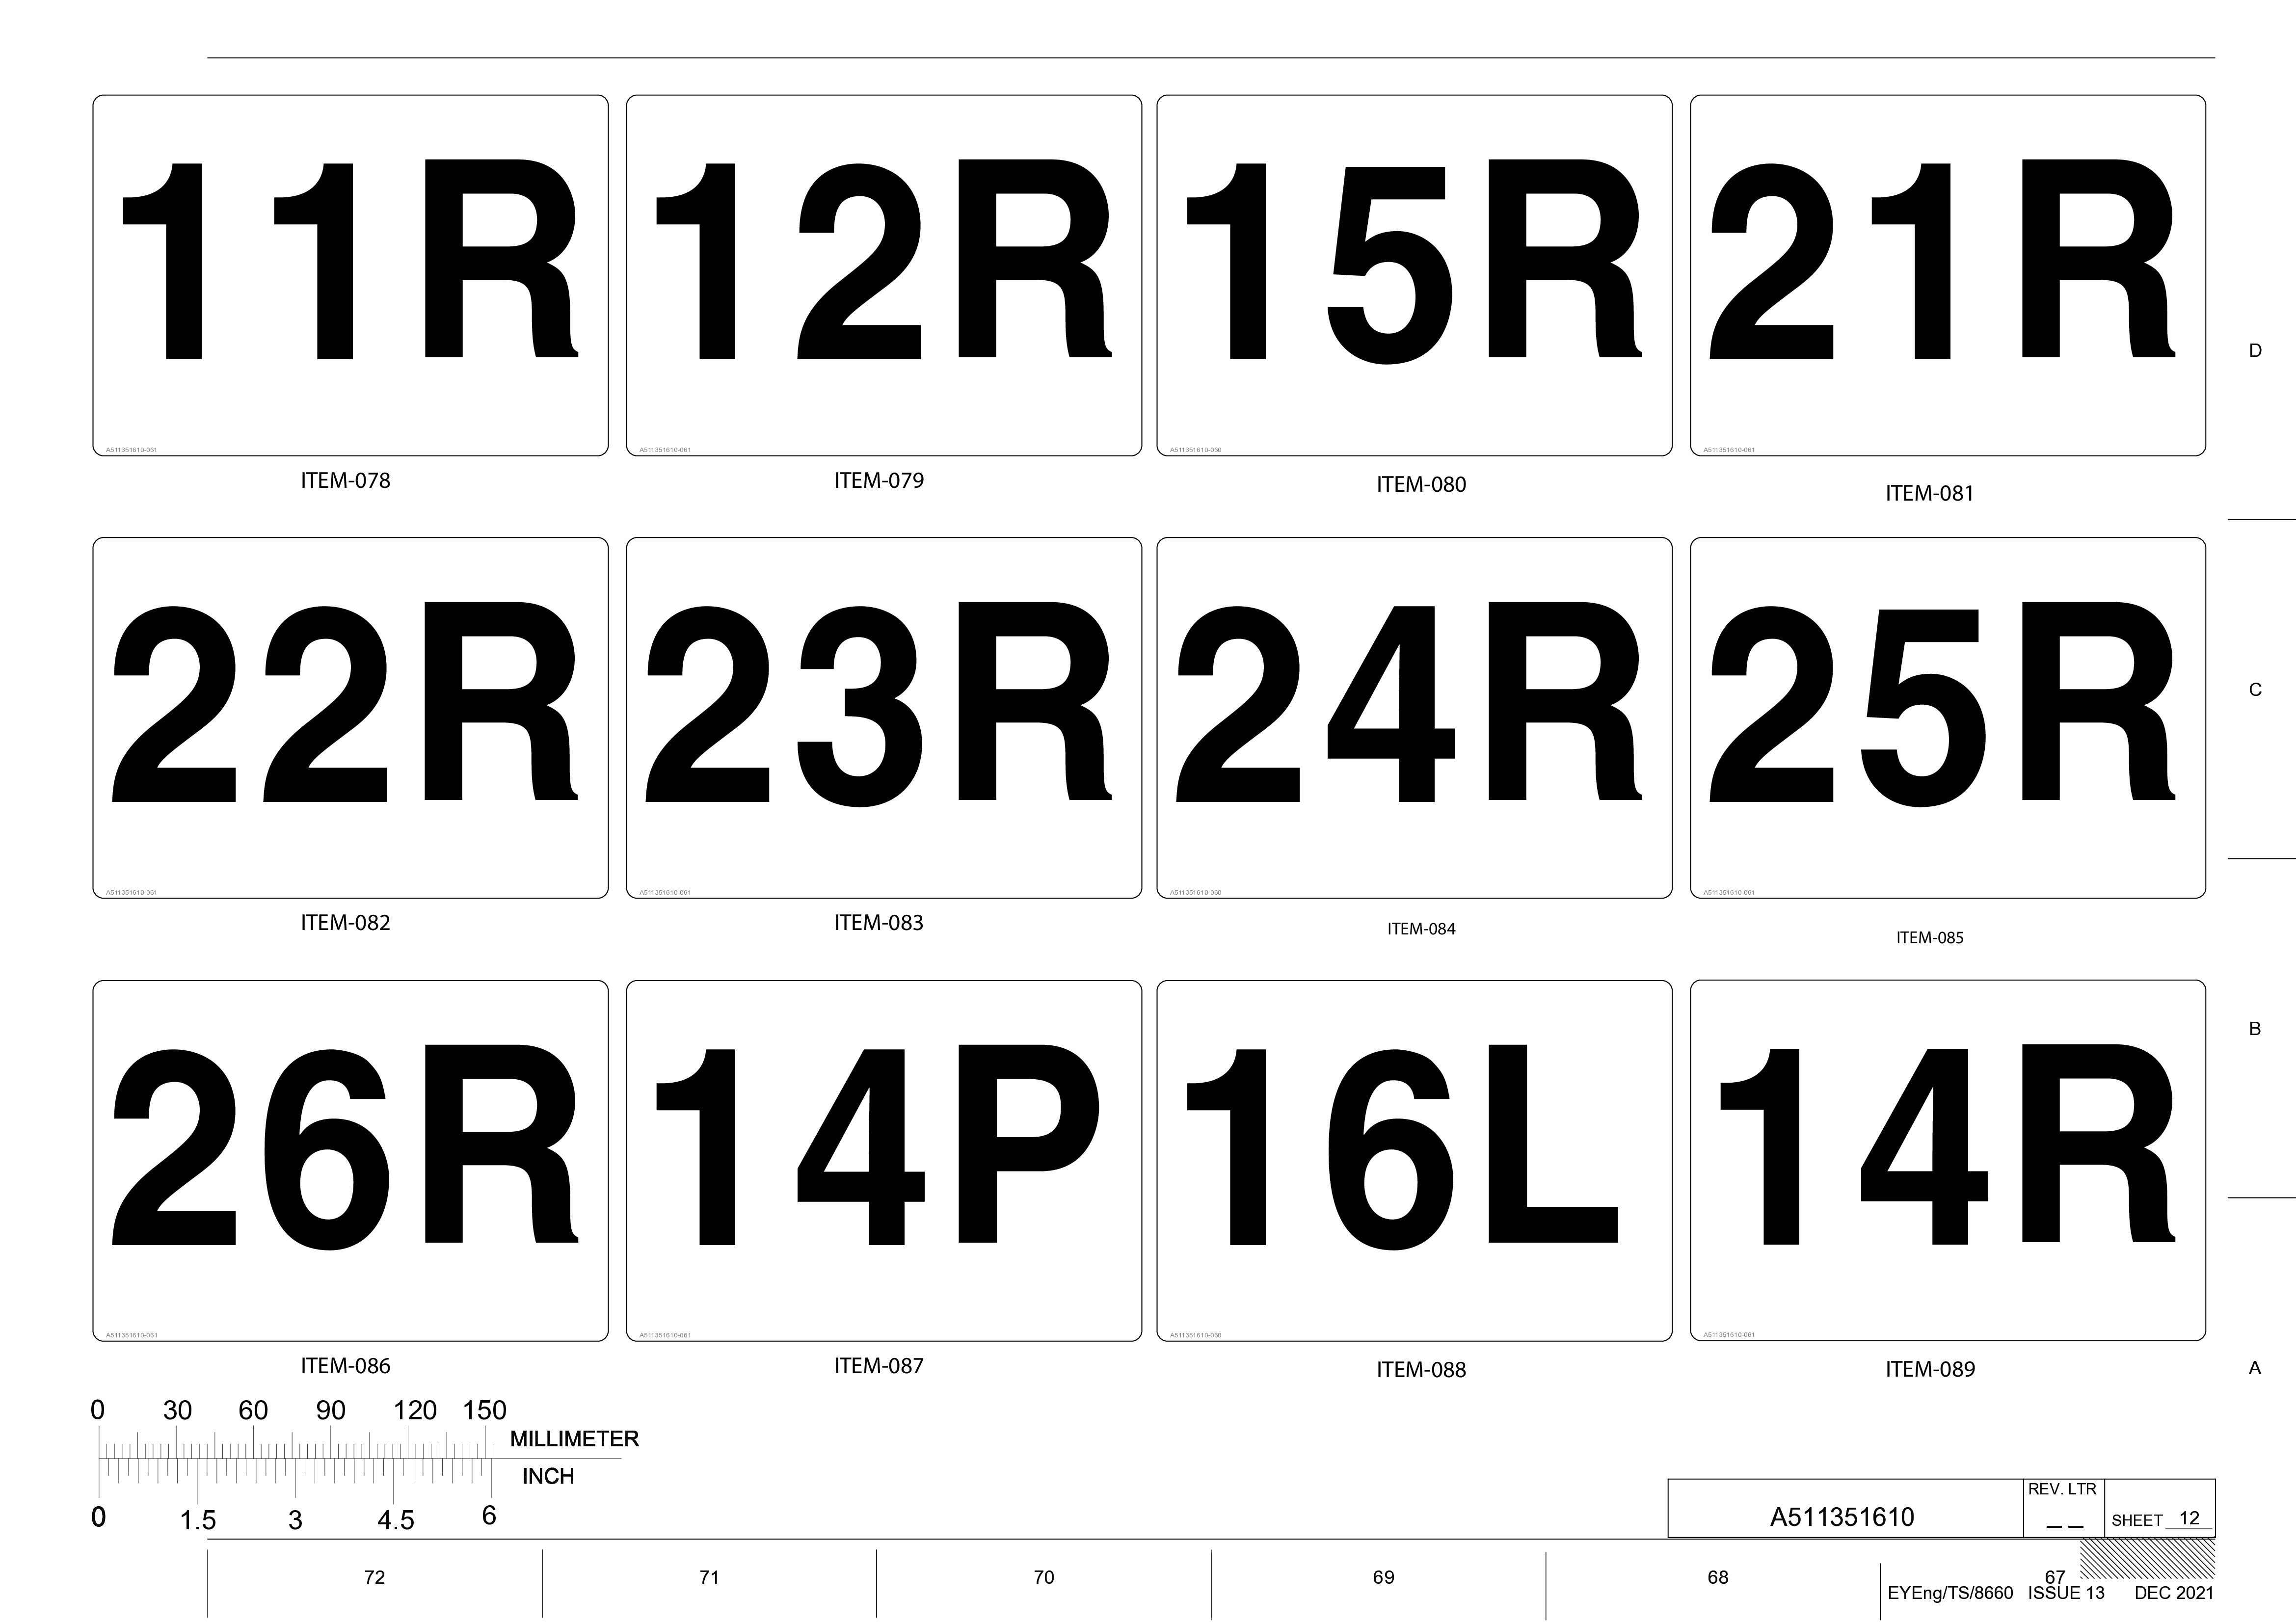 11R
12R
15R
21R
A511351610-061
A511351610-061
A511351610-060
A511351610-061
ITEM-078
ITEM-079
ITEM-080
ITEM-081
D
22R
23R
24R
25R
C
A511351610-061
A511351610-061
A511351610-060
A511351610-061
ITEM-082
ITEM-083
ITEM-084
ITEM-085
26R
14P
16L
14R
B
A511351610-061
A511351610-061
A511351610-060
A511351610-061
ITEM-086
ITEM-087
ITEM-088
ITEM-089
A
0 30 60 90 120 150
MILLIMETER
INCH
0 1.5 3 4.5 6
A511351610
REV. LTR
_ _
SHEET 12
72 71 70 69 68 67
EYEng/TS/8660 ISSUE 13 DEC 2021